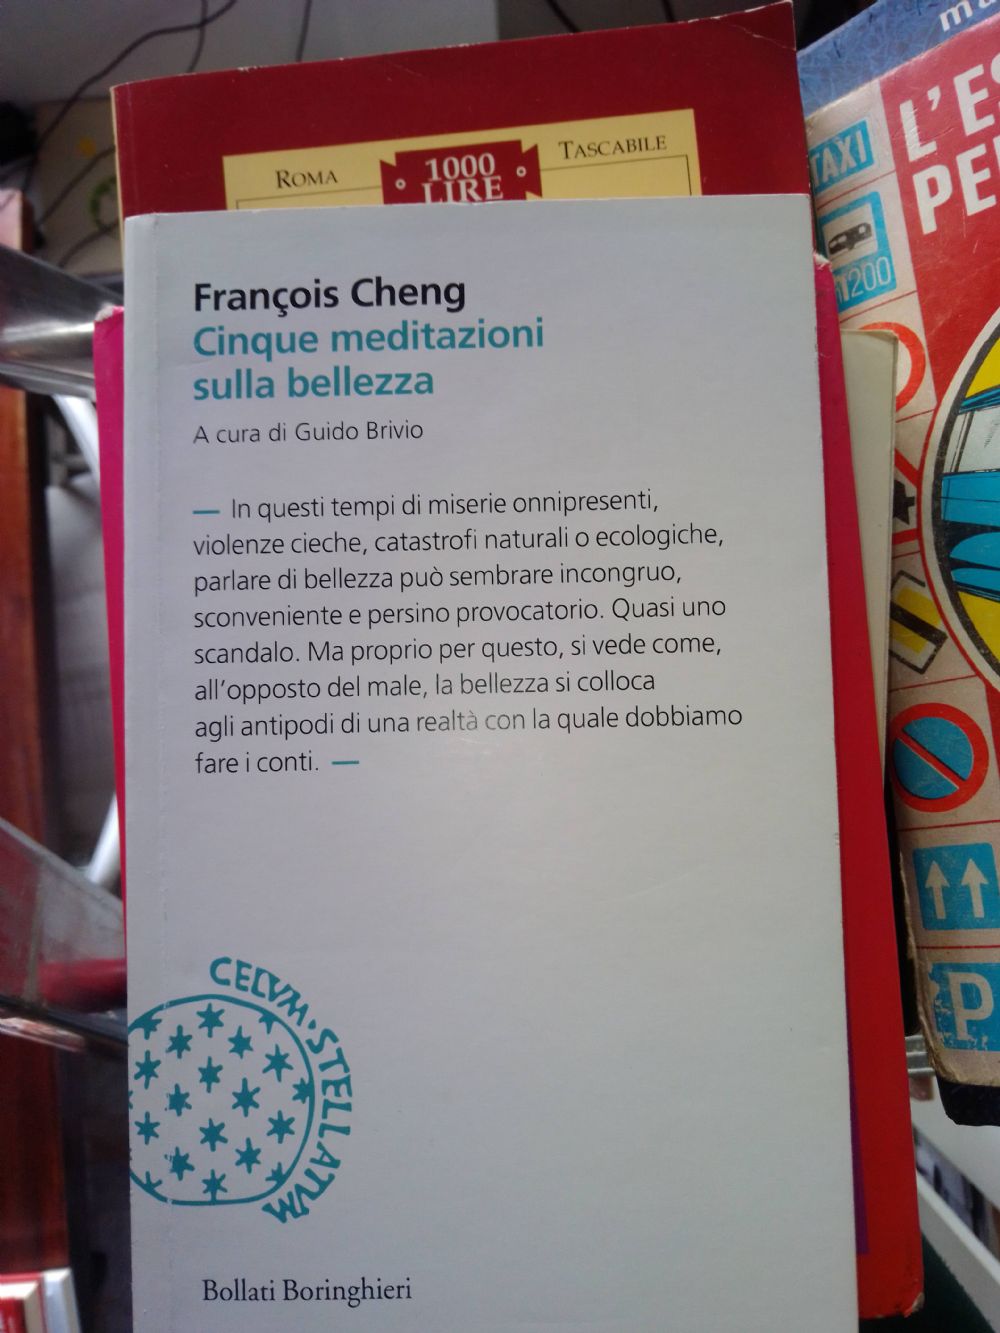 ROMA
1000
LIRE
TASCABILE
TAXI
200
P
François Cheng
Cinque meditazioni
sulla bellezza
A cura di Guido Brivio
— In questi tempi di miserie onnipresenti,
violenze cieche, catastrofi naturali o ecologiche,
parlare di bellezza può sembrare incongruo,
sconveniente e persino provocatorio. Quasi uno
scandalo. Ma proprio per questo, si vede come,
all'opposto del male, la bellezza si colloca
agli antipodi di una realtà con la quale dobbiamo
fare i conti. —
CELVM · STELLATVM
Bollati Boringhieri